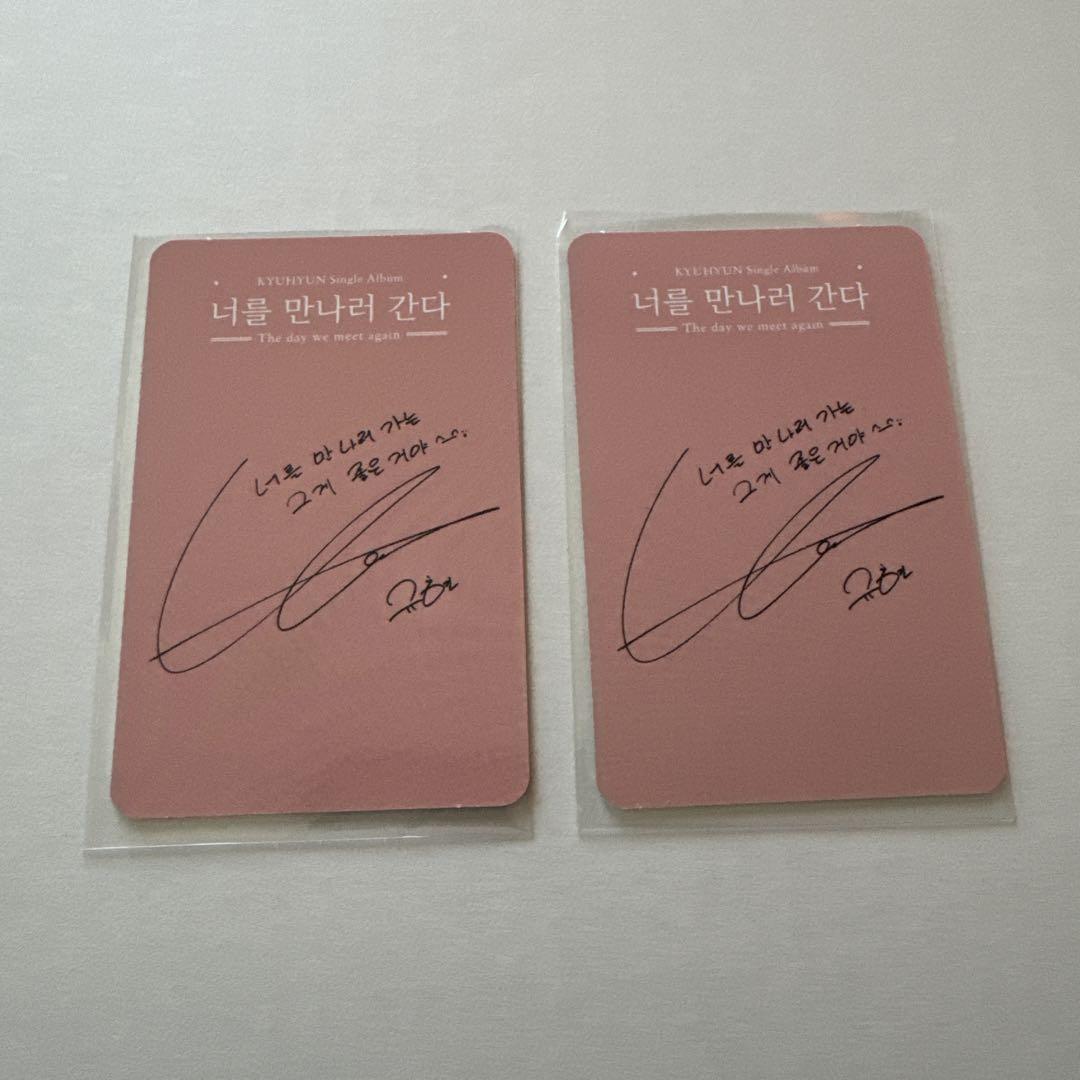 KYUHYUN Single Album
너를 만나러 간다
The day we meet again
너를 만나러 가는
그게 좋은 거야 ^^;
규현
KYUHYUN Single Album
너를 만나러 간다
The day we meet again
너를 만나러 가는
그게 좋은 거야 ^^;
규현